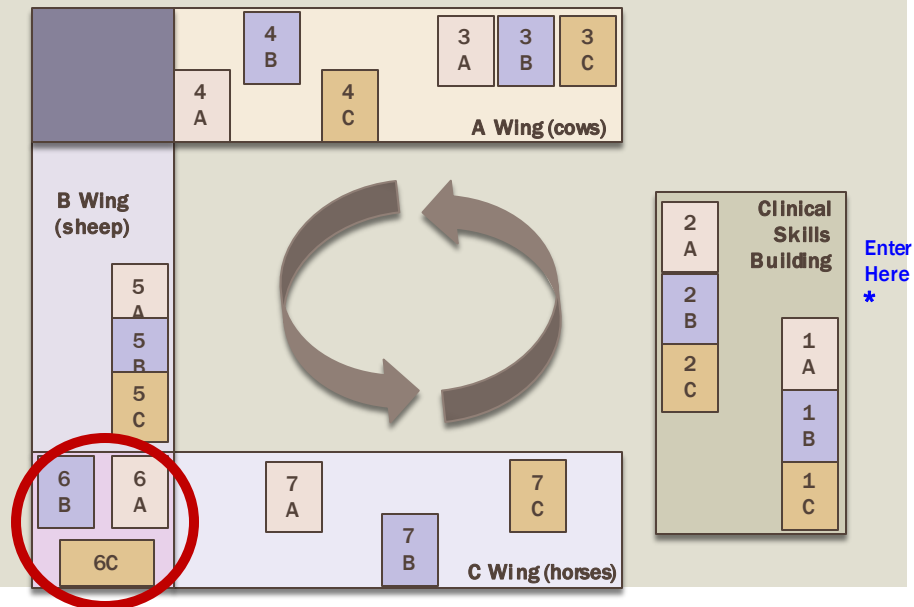 4
B
3
A
3
B
3
C
4
A
4
C
A Wing (cows)
B Wing
(sheep)
Clinical
Skills
Building
Enter
Here
*
2
A
2
B
2
C
1
A
1
B
1
C
5
A
5
B
5
C
6
B
6
A
6C
7
A
7
B
7
C
C Wing (horses)